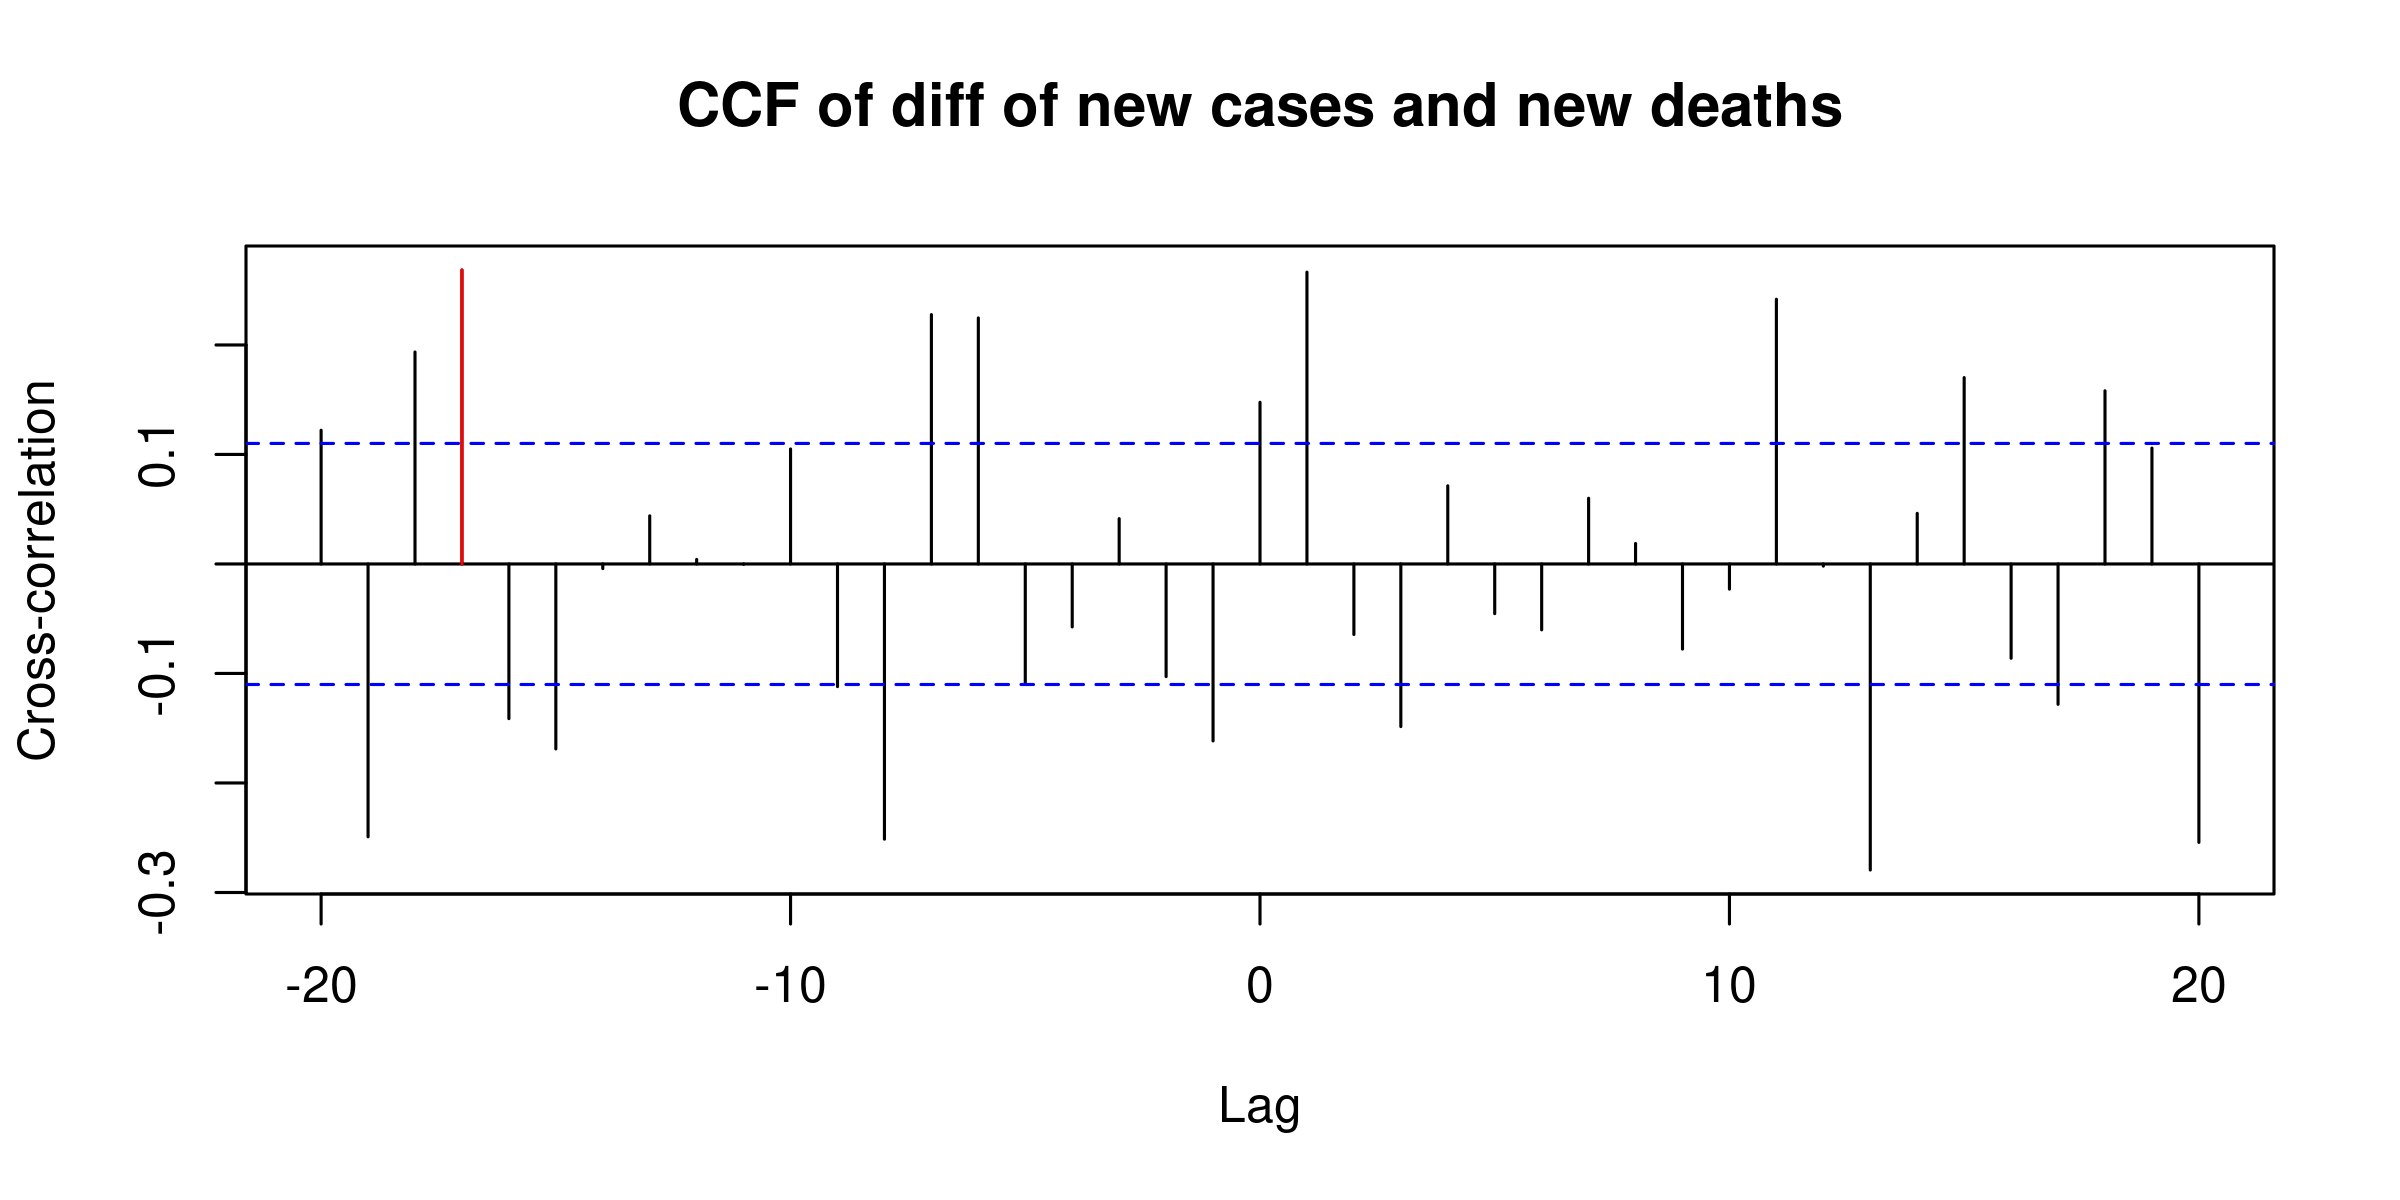 CCF of diff of new cases and new deaths
Cross-correlation
0.1
-0.1
-0.3
-20 -10 0 10 20
Lag